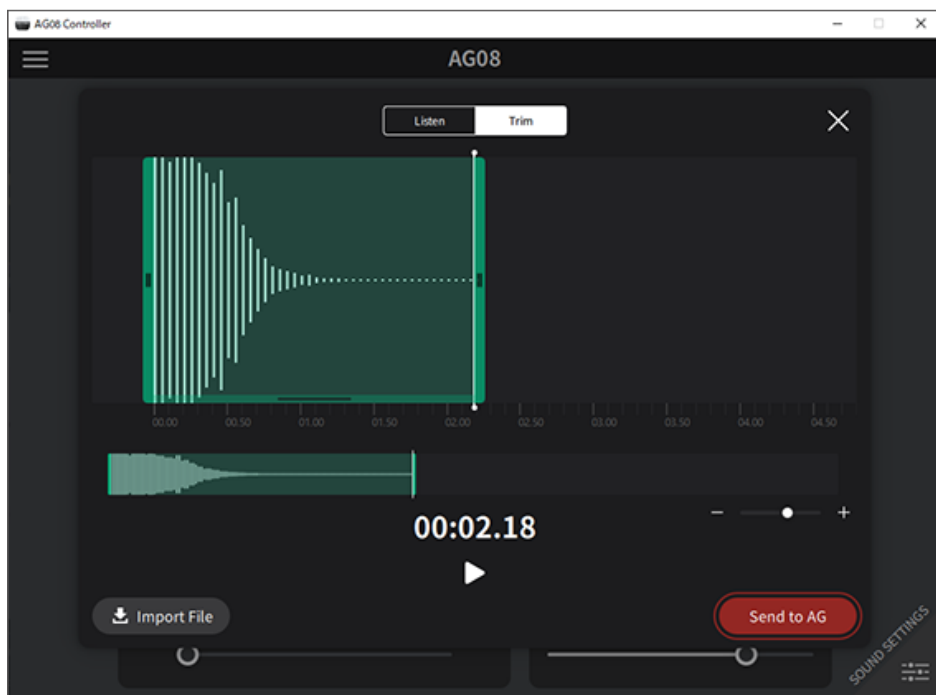 AG08 Controller
AG08
Listen Trim
00.00 00.50 01.00 01.50 02.00 02.50 03.00 03.50 04.00 04.50
00:02.18
Import File
Send to AG
SOUND SETTINGS